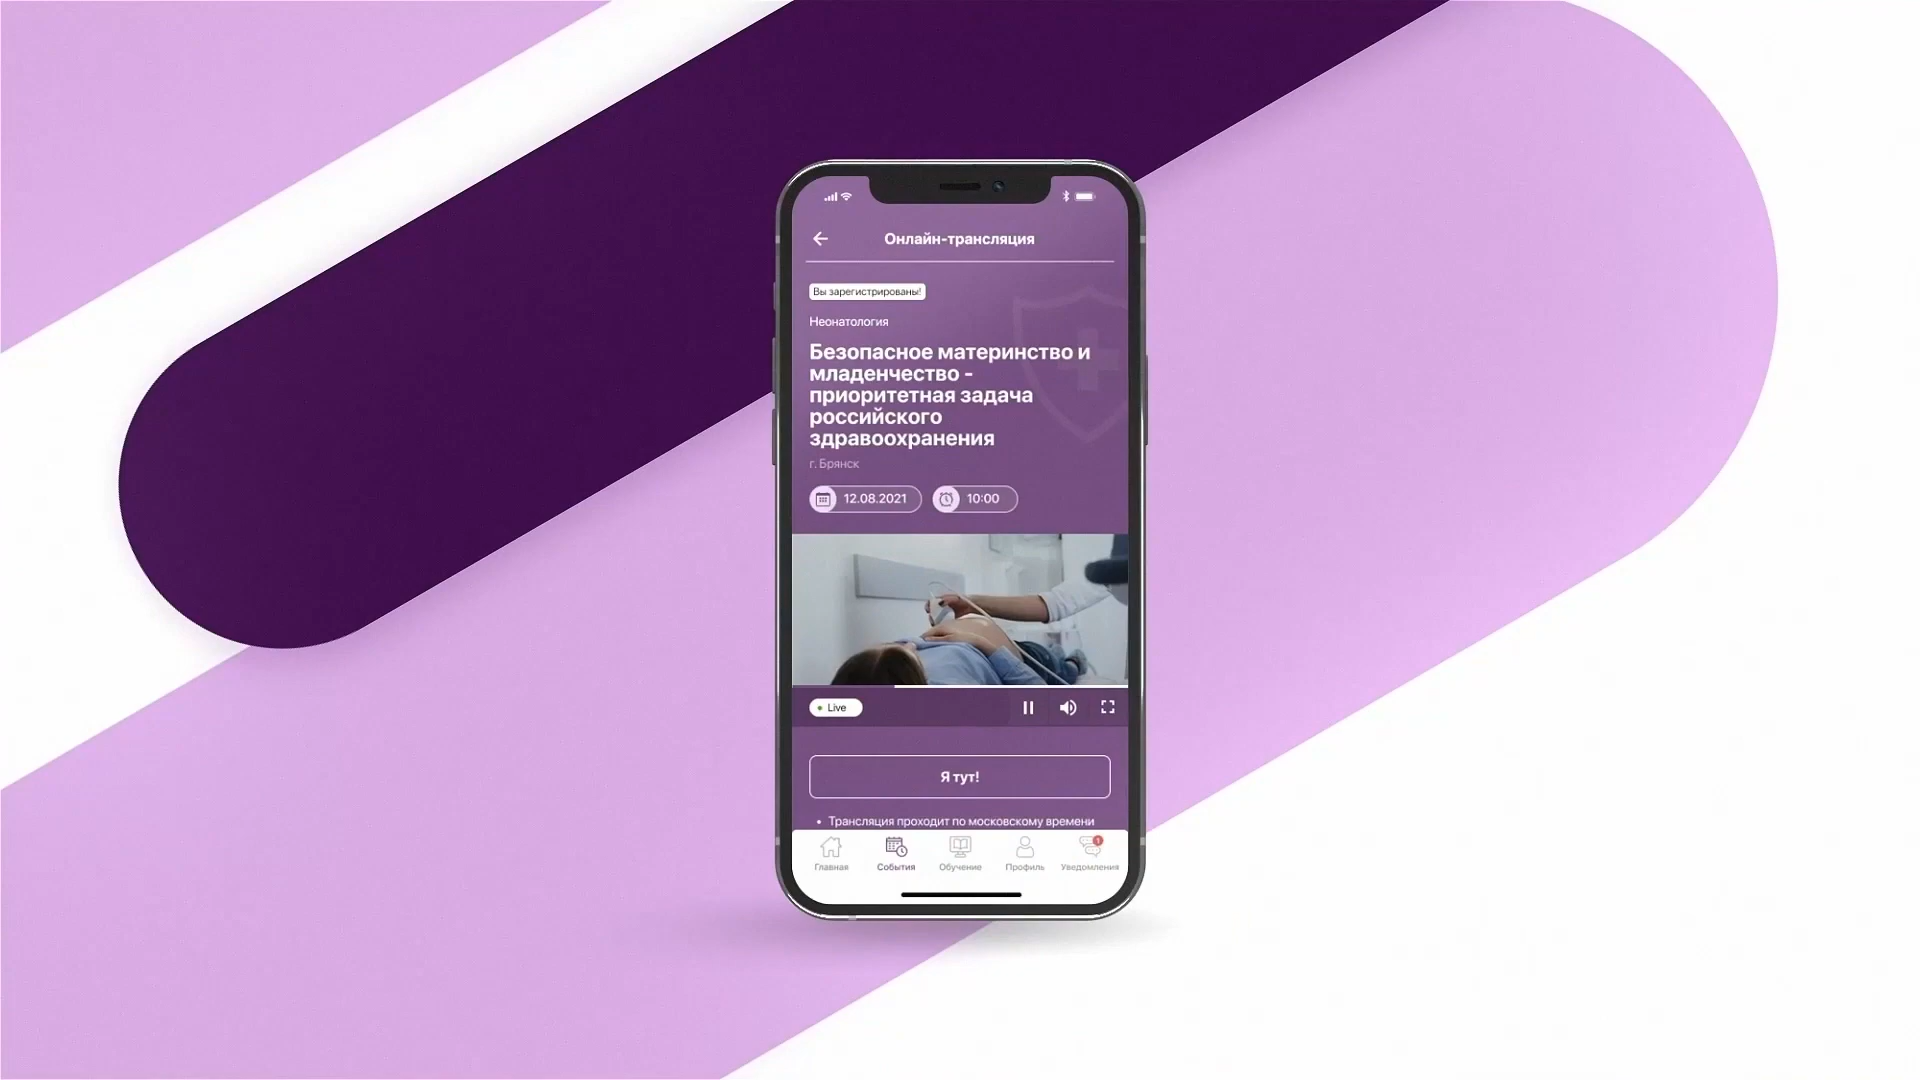 Онлайн-трансляция
Вы зарегистрированы!
Неонатология
Безопасное материнство и
младенчество -
приоритетная задача
российского
здравоохранения
г. Брянск
12.08.2021
10:00
Live
Я тут!
• Трансляция проходит по московскому времени
Главная
События
Обучение
Профиль
1
Уведомления